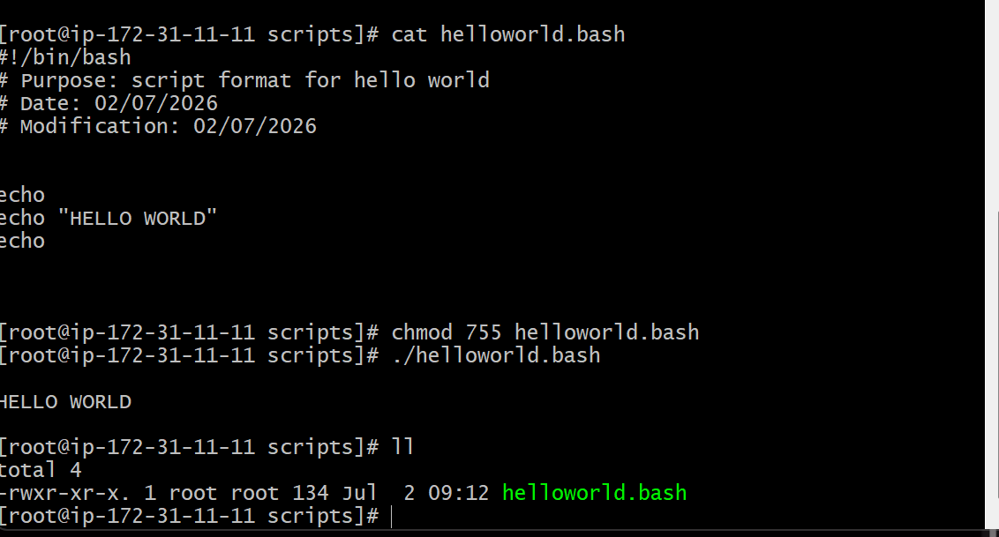 [root@ip-172-31-11-11 scripts]# cat helloworld.bash
#!/bin/bash
# Purpose: script format for hello world
# Date: 02/07/2026
# Modification: 02/07/2026
echo
echo "HELLO WORLD"
echo
[root@ip-172-31-11-11 scripts]# chmod 755 helloworld.bash
[root@ip-172-31-11-11 scripts]# ./helloworld.bash
HELLO WORLD
[root@ip-172-31-11-11 scripts]# ll
total 4
-rwxr-xr-x. 1 root root 134 Jul  2 09:12 helloworld.bash
[root@ip-172-31-11-11 scripts]#